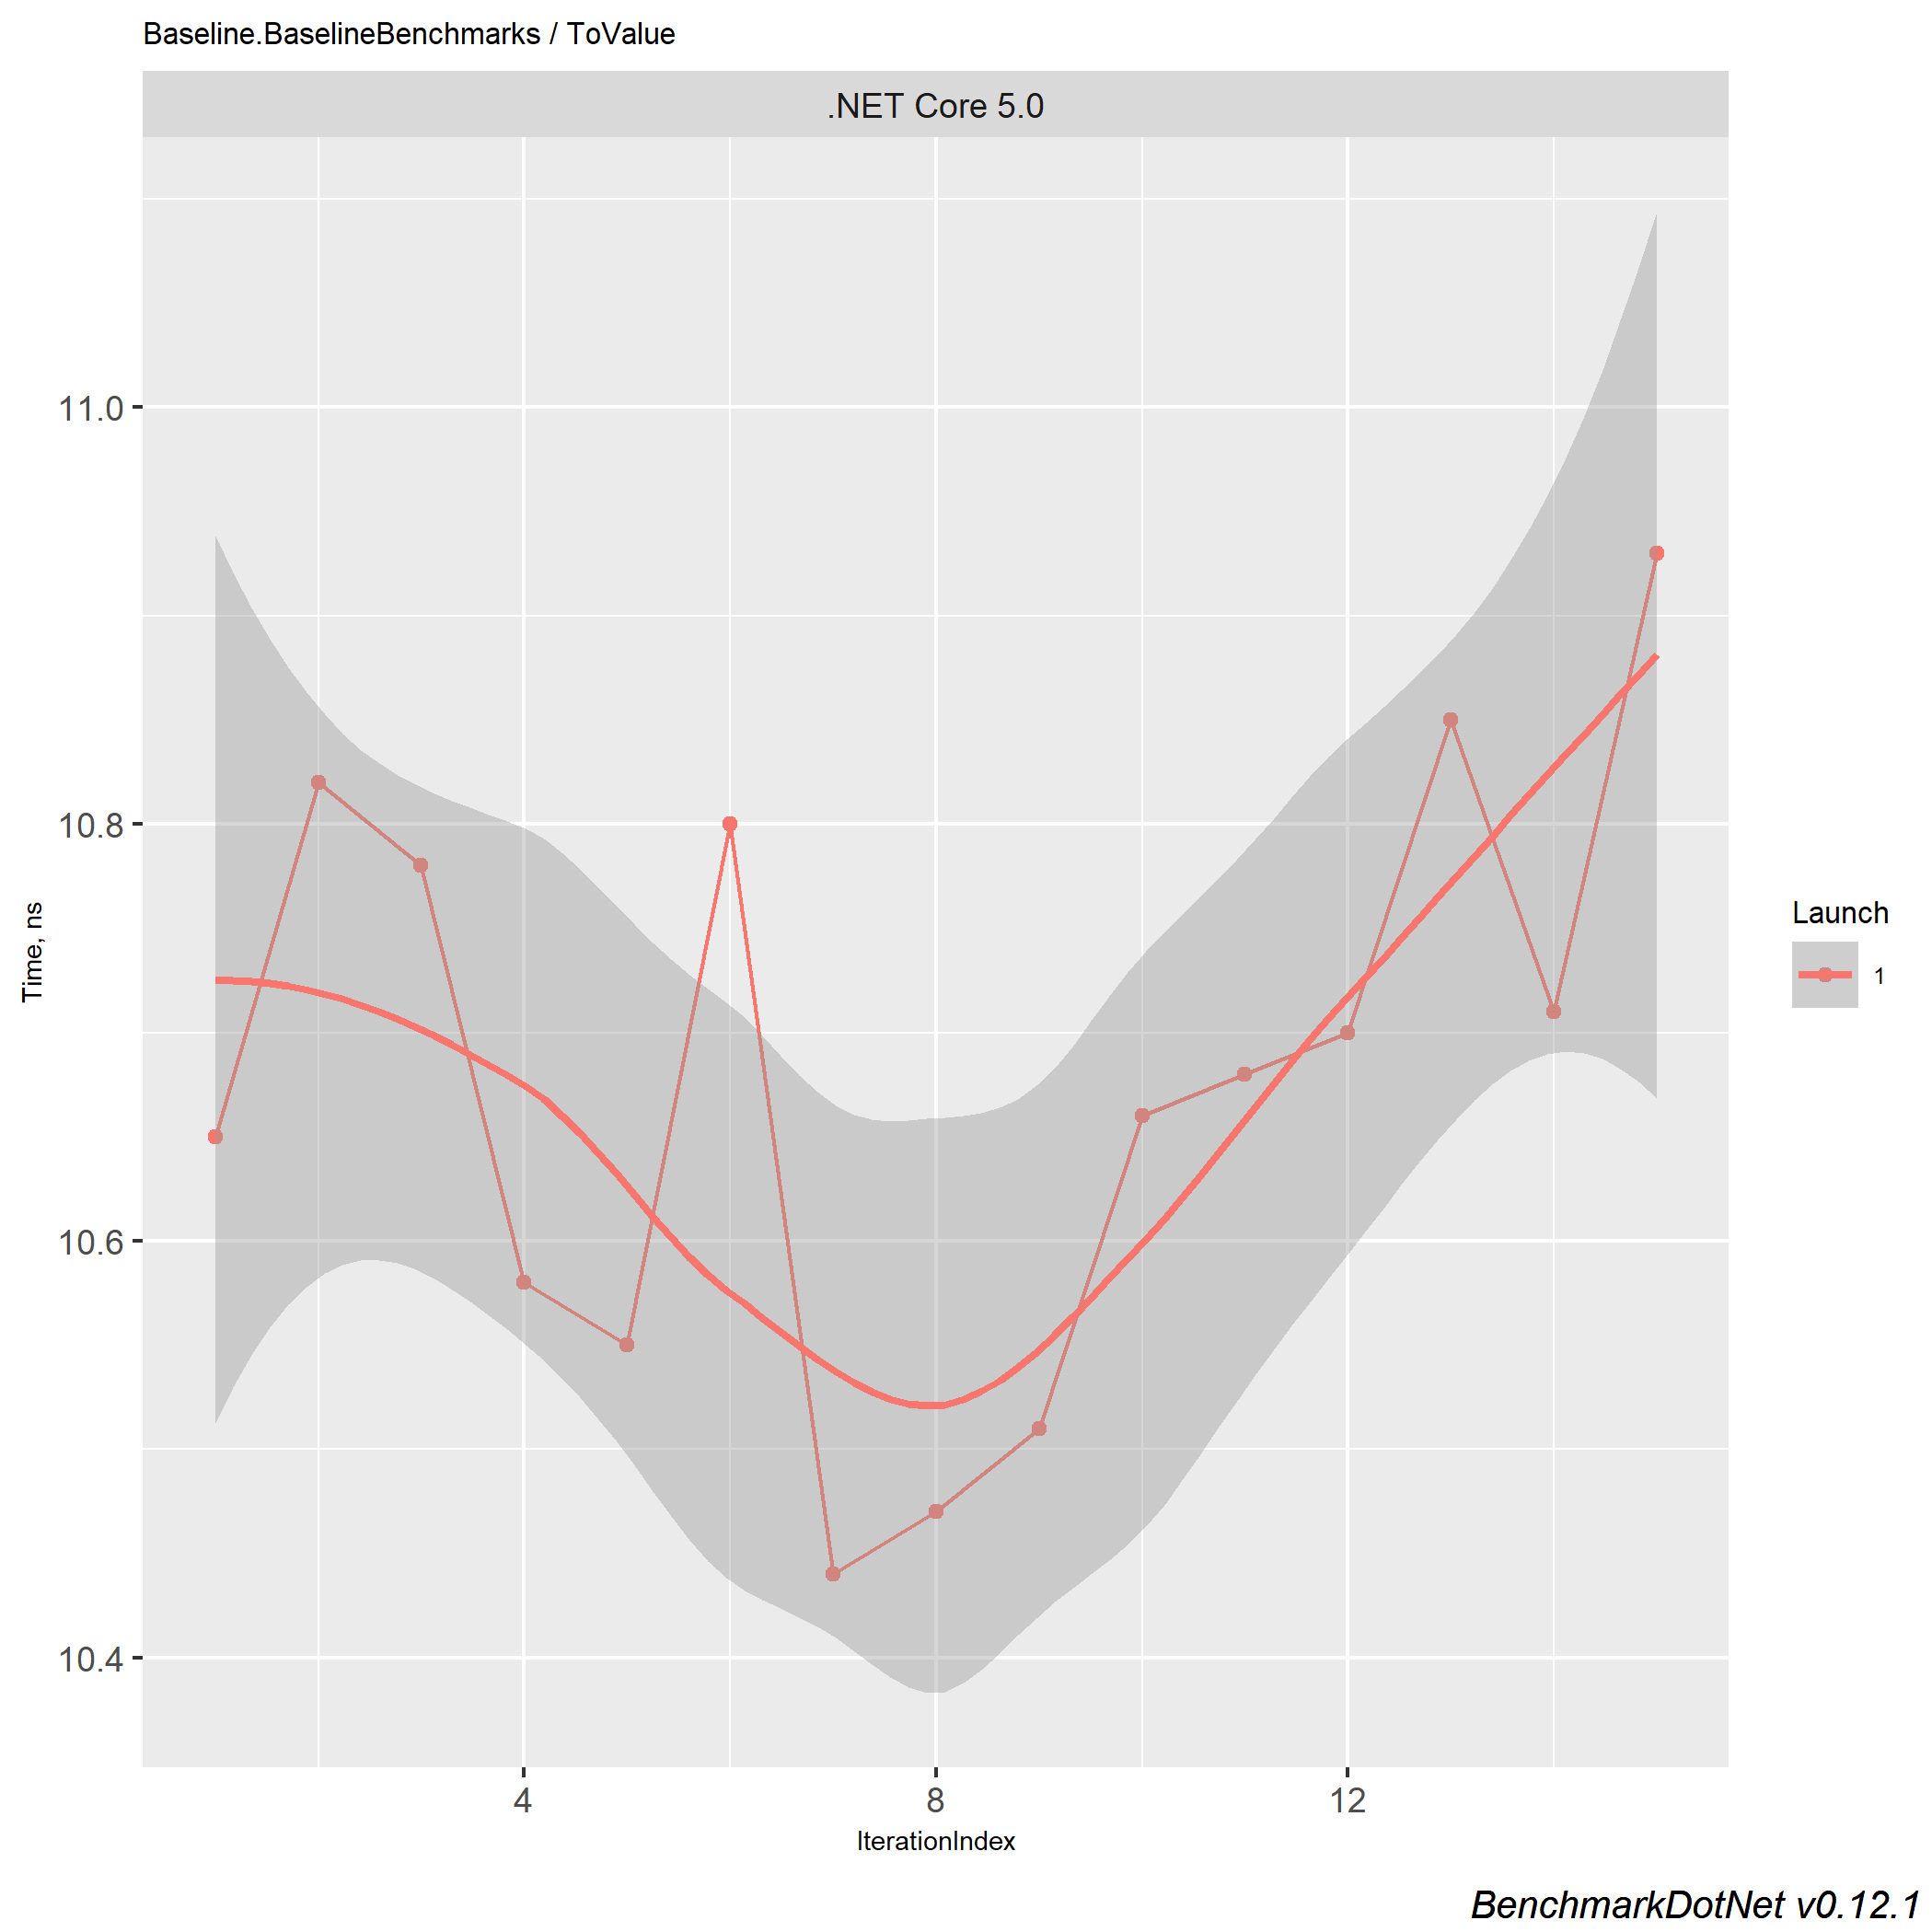 Baseline.BaselineBenchmarks / ToValue
.NET Core 5.0
11.0
10.8
10.6
10.4
Time, ns
4 8 12
IterationIndex
Launch
1
BenchmarkDotNet v0.12.1